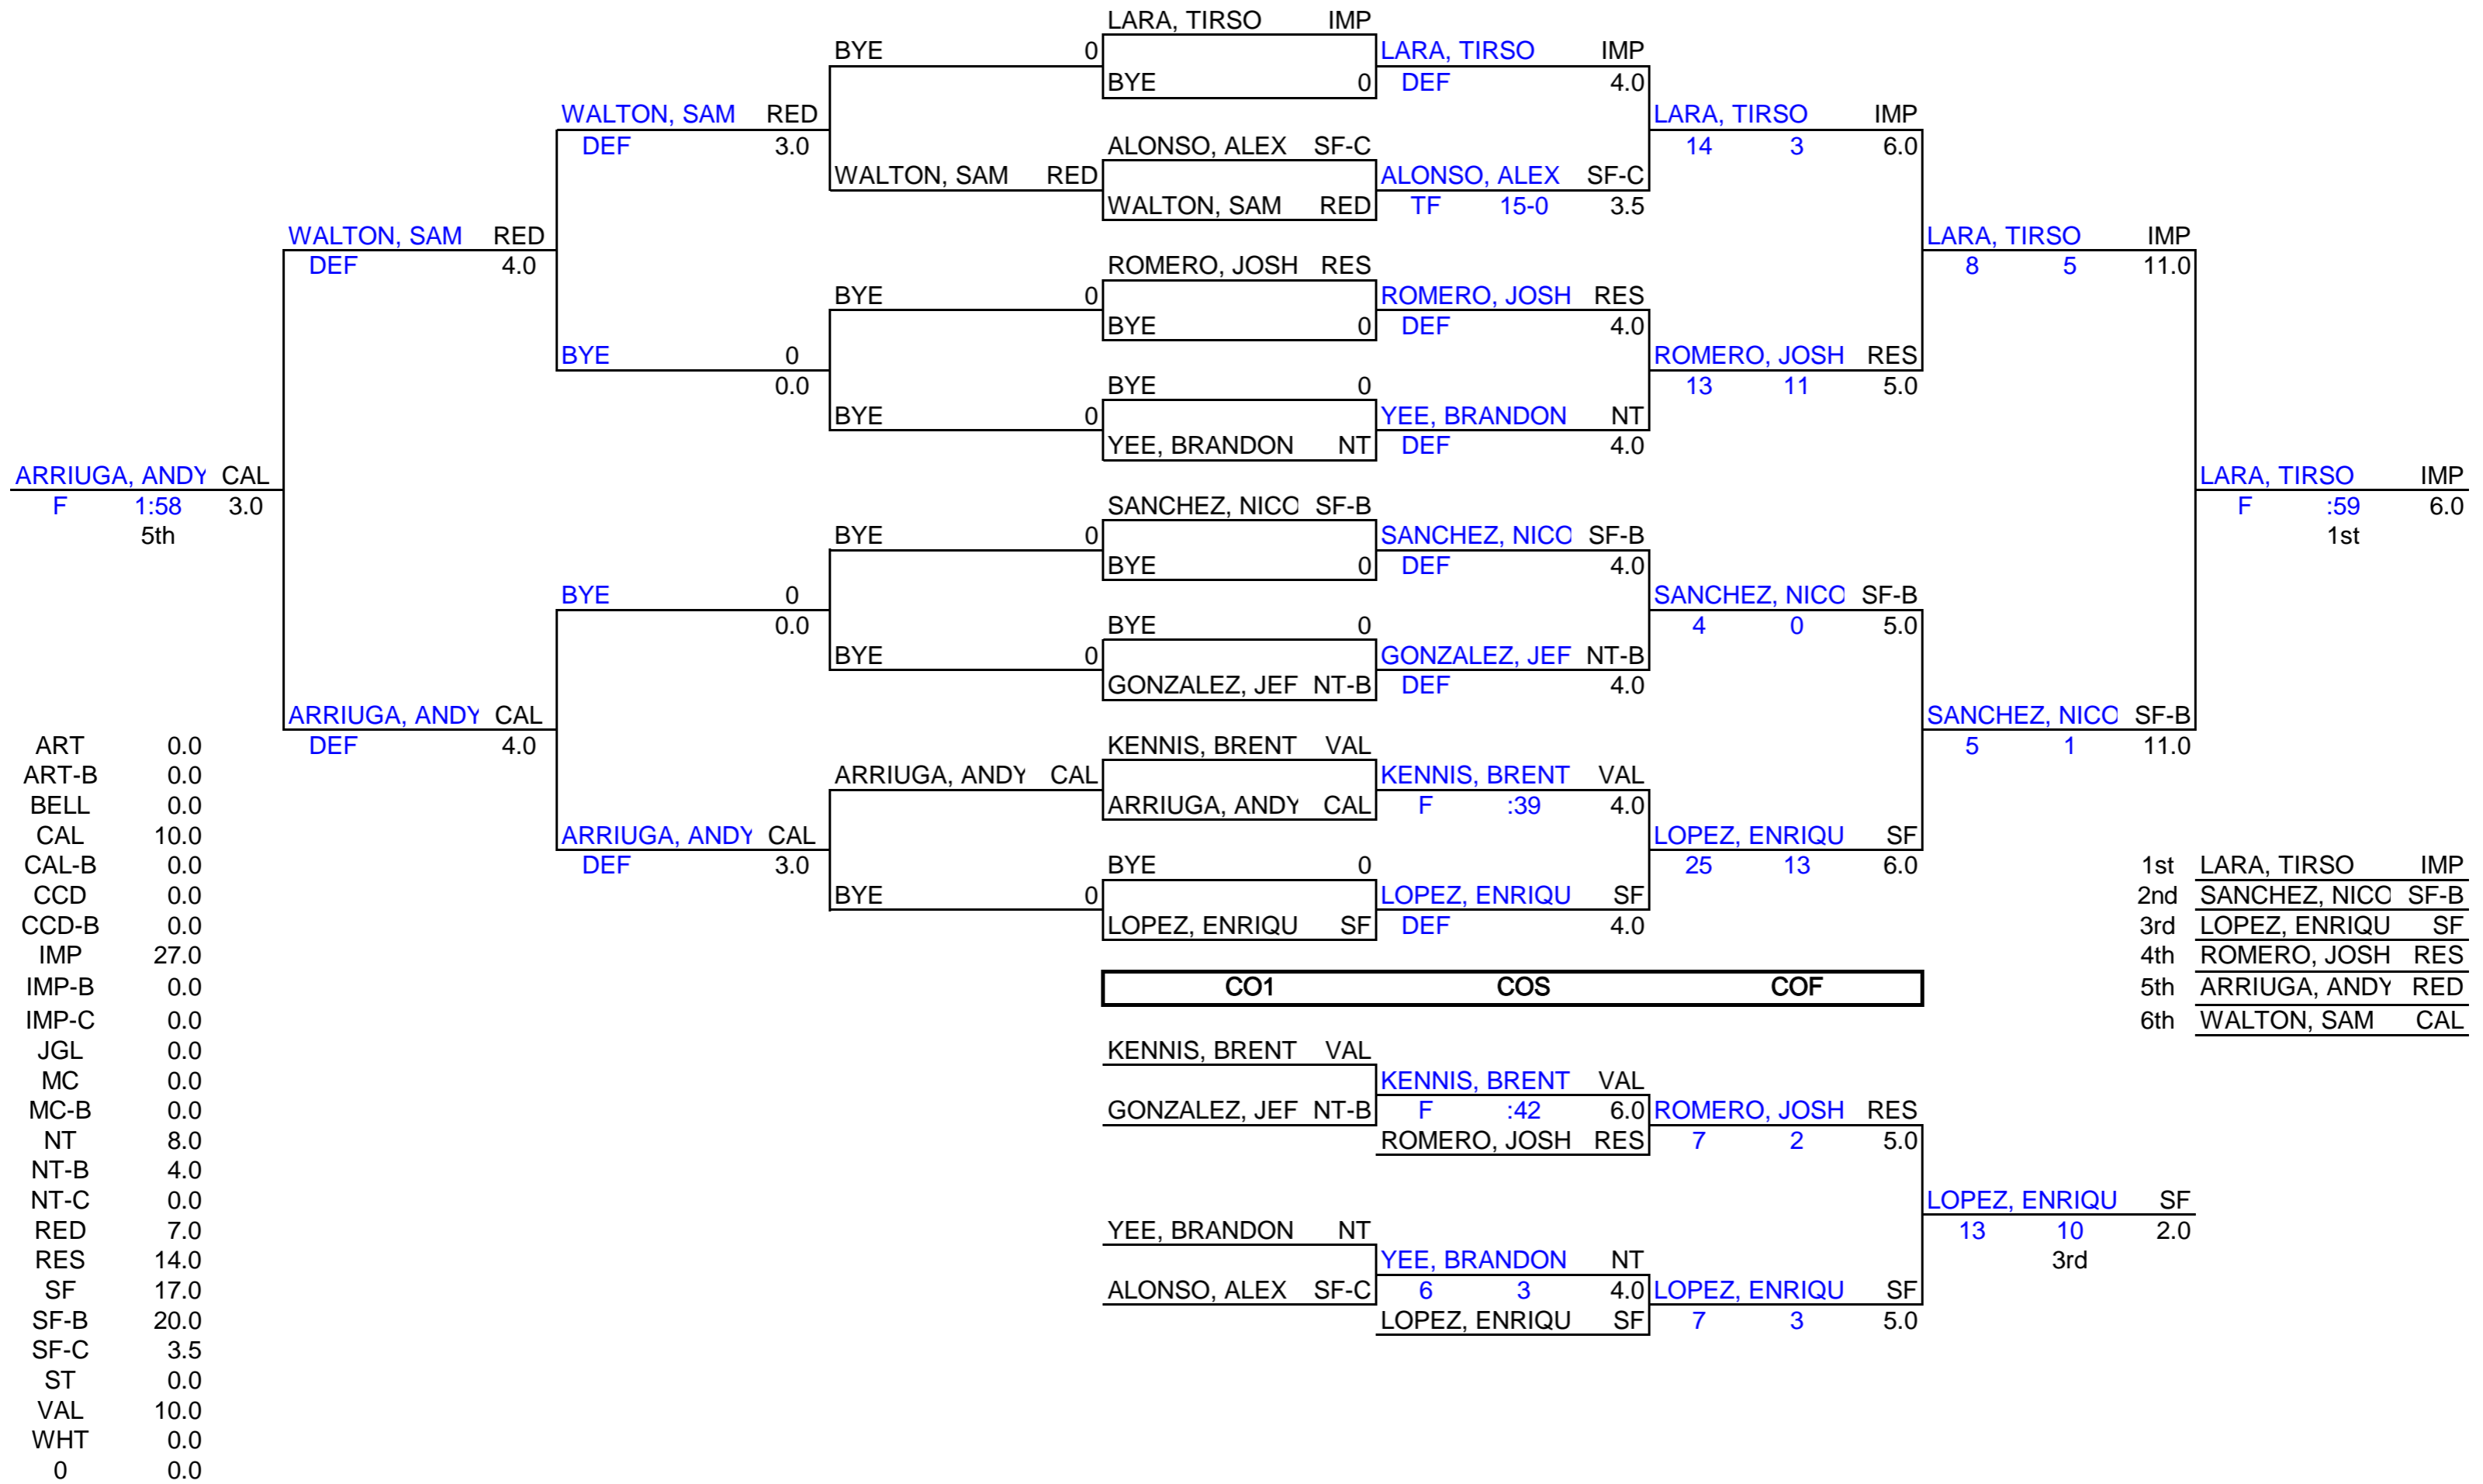 LARA, TIRSO IMP
BYE 0 LARA, TIRSO IMP
BYE 0 DEF 4.0
WALTON, SAM RED LARA, TIRSO IMP
DEF 3.0 ALONSO, ALEX SF-C 14 3 6.0
WALTON, SAM RED ALONSO, ALEX SF-C
WALTON, SAM RED TF 15-0 3.5
WALTON, SAM RED LARA, TIRSO IMP
DEF 4.0 ROMERO, JOSH RES 8 5 11.0
BYE 0 ROMERO, JOSH RES
BYE 0 DEF 4.0
BYE 0 ROMERO, JOSH RES
0.0 BYE 0 13 11 5.0
BYE 0 YEE, BRANDON NT
YEE, BRANDON NT DEF 4.0
ARRIUGA, ANDY CAL LARA, TIRSO IMP
F 1:58 3.0 SANCHEZ, NICO SF-B F :59 6.0
5th BYE 0 SANCHEZ, NICO SF-B 1st
BYE 0 DEF 4.0
BYE 0 SANCHEZ, NICO SF-B
0.0 BYE 0 4 0 5.0
BYE 0 GONZALEZ, JEF NT-B
GONZALEZ, JEF NT-B DEF 4.0
ARRIUGA, ANDY CAL SANCHEZ, NICO SF-B
ART 0.0 DEF 4.0 KENNIS, BRENT VAL 5 1 11.0
ART-B 0.0 ARRIUGA, ANDY CAL KENNIS, BRENT VAL
BELL 0.0 ARRIUGA, ANDY CAL F :39 4.0
CAL 10.0 ARRIUGA, ANDY CAL LOPEZ, ENRIQU SF
CAL-B 0.0 DEF 3.0 BYE 0 25 13 6.0 1st LARA, TIRSO IMP
CCD 0.0 BYE 0 LOPEZ, ENRIQU SF 2nd SANCHEZ, NICO SF-B
CCD-B 0.0 LOPEZ, ENRIQU SF DEF 4.0 3rd LOPEZ, ENRIQU SF
IMP 27.0 4th ROMERO, JOSH RES
IMP-B 0.0 CO1 COS COF 5th ARRIUGA, ANDY RED
IMP-C 0.0 6th WALTON, SAM CAL
JGL 0.0 KENNIS, BRENT VAL
MC 0.0 KENNIS, BRENT VAL
MC-B 0.0 GONZALEZ, JEF NT-B F :42 6.0 ROMERO, JOSH RES
NT 8.0 ROMERO, JOSH RES 7 2 5.0
NT-B 4.0
NT-C 0.0 LOPEZ, ENRIQU SF
RED 7.0 YEE, BRANDON NT 13 10 2.0
RES 14.0 YEE, BRANDON NT 3rd
SF 17.0 ALONSO, ALEX SF-C 6 3 4.0 LOPEZ, ENRIQU SF
SF-B 20.0 LOPEZ, ENRIQU SF 7 3 5.0
SF-C 3.5
ST 0.0
VAL 10.0
WHT 0.0
0 0.0